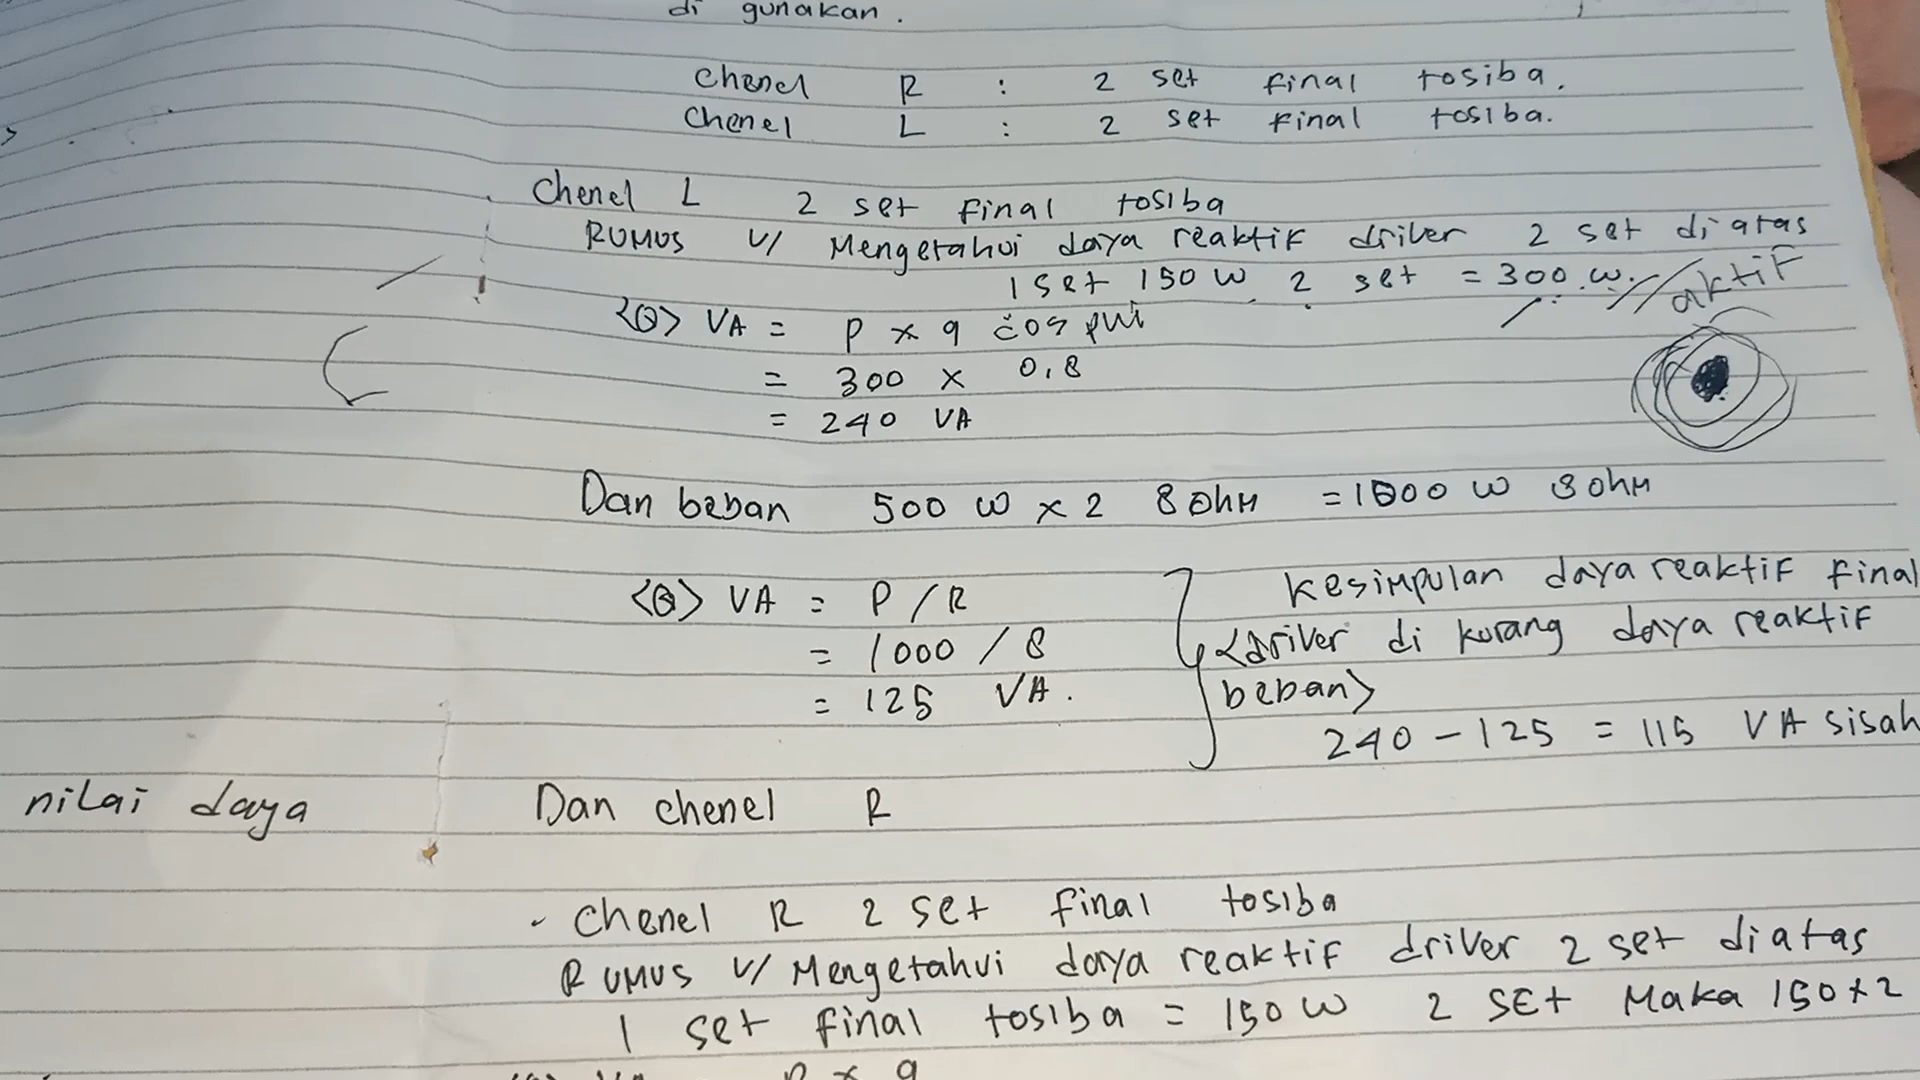 di gunakan.
Chenel R : 2 set final tosiba.
Chenel L : 2 set final tosiba.
Chenel L 2 set final tosiba
RUMUS U/ Mengetahui daya reaktif driver 2 set diatas
1 set 150 W 2 set = 300 W. // aktif
<Q> VA = P x q cos phi
= 300 x 0,8
= 240 VA
Dan beban 500 W x 2 8 ohm = 1000 W 8 ohm
<Q> VA = P / R
= 1000 / 8
= 125 VA.
Kesimpulan daya reaktif final
<driver di kurang daya reaktif
beban>
240 - 125 = 115 VA sisah
nilai daya
Dan chenel R
- Chenel R 2 set final tosiba
RUMUS U/ Mengetahui daya reaktif driver 2 set diatas
1 set final tosiba = 150 W 2 SEt Maka 150 x 2
P x q